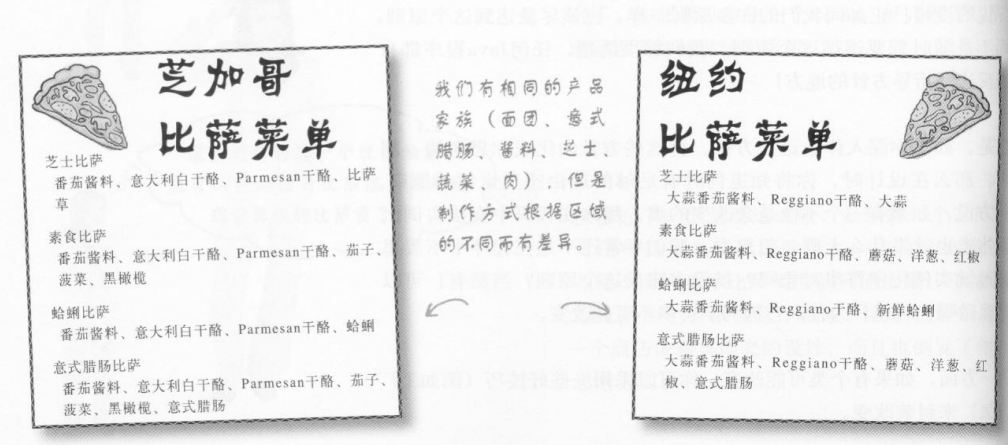 芝加哥
比萨菜单
芝士比萨
番茄酱料、意大利白干酪、Parmesan干酪、比萨
草
素食比萨
番茄酱料、意大利白干酪、Parmesan干酪、茄子、
菠菜、黑橄榄
蛤蜊比萨
番茄酱料、意大利白干酪、Parmesan干酪、蛤蜊
意式腊肠比萨
番茄酱料、意大利白干酪、Parmesan干酪、茄子、
菠菜、黑橄榄、意式腊肠
我们有相同的产品
家族（面团、意式
腊肠、酱料、芝士、
蔬菜、肉），但是
制作方式根据区域
的不同而有差异。
纽约
比萨菜单
芝士比萨
大蒜番茄酱料、Reggiano干酪、大蒜
素食比萨
大蒜番茄酱料、Reggiano干酪、蘑菇、洋葱、红椒
蛤蜊比萨
大蒜番茄酱料、Reggiano干酪、新鲜蛤蜊
意式腊肠比萨
大蒜番茄酱料、Reggiano干酪、蘑菇、洋葱、红
椒、意式腊肠